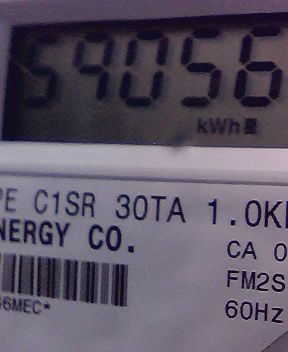 59056
kWh
PE C1SR 30TA 1.0K
NERGY CO.
CA 0
FM2S
6MEC*
60Hz